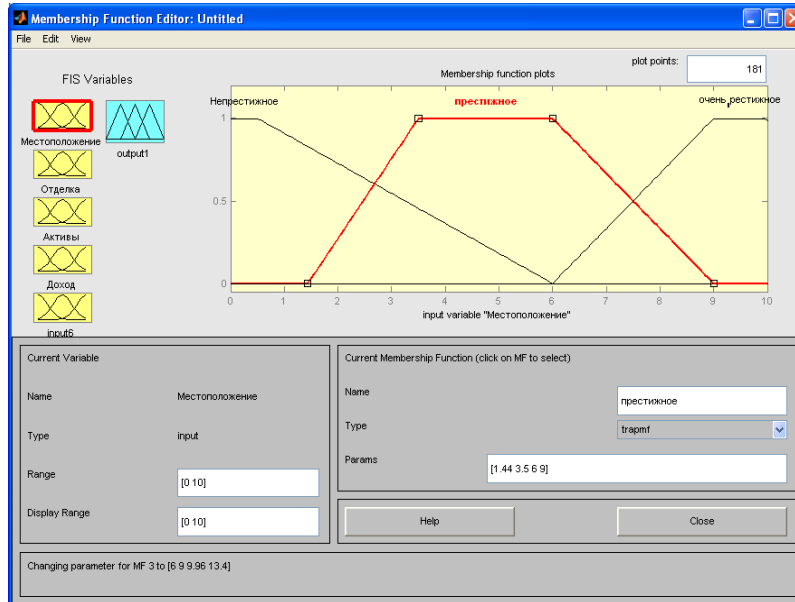 Membership Function Editor: Untitled
File Edit View
FIS Variables
Местоположение
Отделка
Активы
Доход
input6
output1
Membership function plots
plot points:
181
Непрестижное
престижное
очень рестижное
1
0.5
0
0 1 2 3 4 5 6 7 8 9 10
input variable "Местоположение"
Current Variable
Name Местоположение
Type input
Range [0 10]
Display Range [0 10]
Current Membership Function (click on MF to select)
Name престижное
Type trapmf
Params [1.44 3.5 6 9]
Help Close
Changing parameter for MF 3 to [6 9 9.96 13.4]